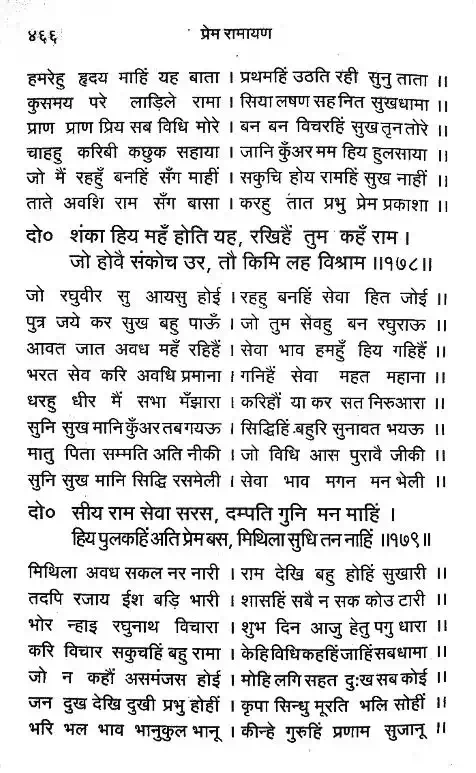 ४६६ प्रेम रामायण
हमरेहु हृदय माहिं यह बाता । प्रथमहिं उठति रही सुनु ताता ।।
कुसमय परे लाड़िले रामा । सिया लषण सह नित सुखधामा ।।
प्राण प्राण प्रिय सब विधि मोरे । बन बन विचरहिं सुख तृन तोरे ।।
चाहहु करिबी कछुक सहाया । जानि कुँअर मम हिय हुलसाया ।।
जो मैं रहहुँ बनहिं सँग माहीं । सकुचि होय रामहिं सुख नाहीं ।।
ताते अवशि राम सँग बासा । करहु तात प्रभु प्रेम प्रकाशा ।।
दो० शंका हिय महँ होति यह, रखिहैं तुम कहँ राम ।
जो होवै संकोच उर, तौ किमि लह विश्राम ।।१७८।।
जो रघुवीर सु आयसु होई । रहहु बनहिं सेवा हित जोई ।।
पुत्र जये कर सुख बहु पाऊँ । जो तुम सेवहु बन रघुराऊ ।।
आवत जात अवध महँ रहिहैं । सेवा भाव हमहुँ हिय गहिहैं ।।
भरत सेव करि अवधि प्रमाना । गनिहैं सेवा महत महाना ।।
धरहु धीर मैं सभा मँझारा । करिहौं या कर सत निरुआरा ।।
सुनि सुख मानि कुँअर तब गयऊ । सिद्धिहिं बहुरि सुनावत भयऊ ।।
मातु पिता सम्मति अति नीकी । जो विधि आस पुरावै जीकी ।।
सुनि सुख मानि सिद्धि रसमेली । सेवा भाव मगन मन भेली ।।
दो० सीय राम सेवा सरस, दम्पति गुनि मन माहिं ।
हिय पुलकहिं अति प्रेम बस, मिथिला सुधि तन नाहिं ।।१७९।।
मिथिला अवध सकल नर नारी । राम देखि बहु होहिं सुखारी ।।
तदपि रजाय ईश बड़ि भारी । शासहिं सबै न सक कोउ टारी ।।
भोर न्हाइ रघुनाथ विचारा । शुभ दिन आजु हेतु पगु धारा ।।
करि विचार सकुचहिं बहु रामा । केहि विधि कहहिं जाहिं सब धामा ।।
जो न कहौं असमंजस होई । मोहि लगि सहत दुःख सब कोई ।।
जन दुख देखि दुखी प्रभु होहीं । कृपा सिन्धु मूरति भलि सोहीं ।।
भरि भल भाव भानुकुल भानू । कीन्हे गुरुहिं प्रणाम सुजानू ।।